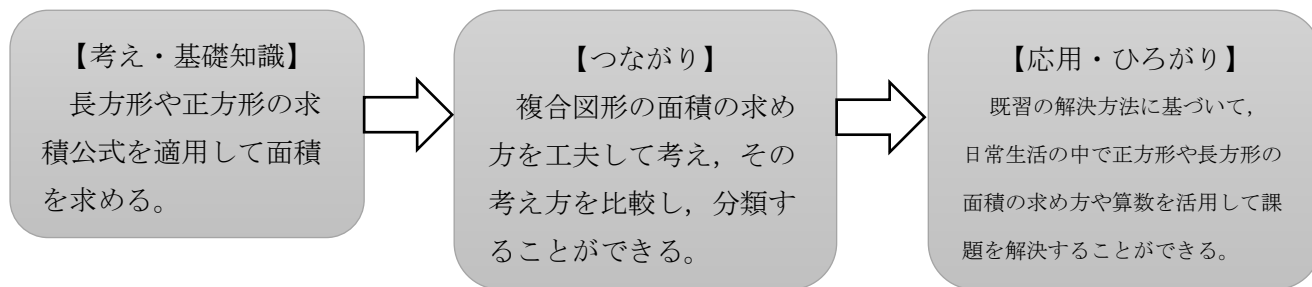 【考え・基礎知識】
長方形や正方形の求
積公式を適用して面積
を求める。
【つながり】
複合図形の面積の求め
方を工夫して考え，その
考え方を比較し，分類す
ることができる。
【応用・ひろがり】
既習の解決方法に基づいて，
日常生活の中で正方形や長方形の
面積の求め方や算数を活用して課
題を解決することができる。